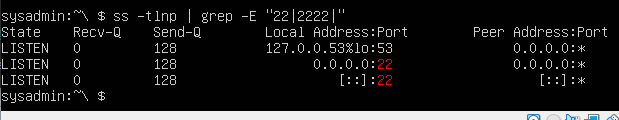 sysadmin:~\ $ ss -tlnp | grep -E "22|2222|"
State Recv-Q Send-Q Local Address:Port Peer Address:Port
LISTEN 0 128 127.0.0.53%lo:53 0.0.0.0:*
LISTEN 0 128 0.0.0.0:22 0.0.0.0:*
LISTEN 0 128 [::]:22 [::]:*
sysadmin:~\ $